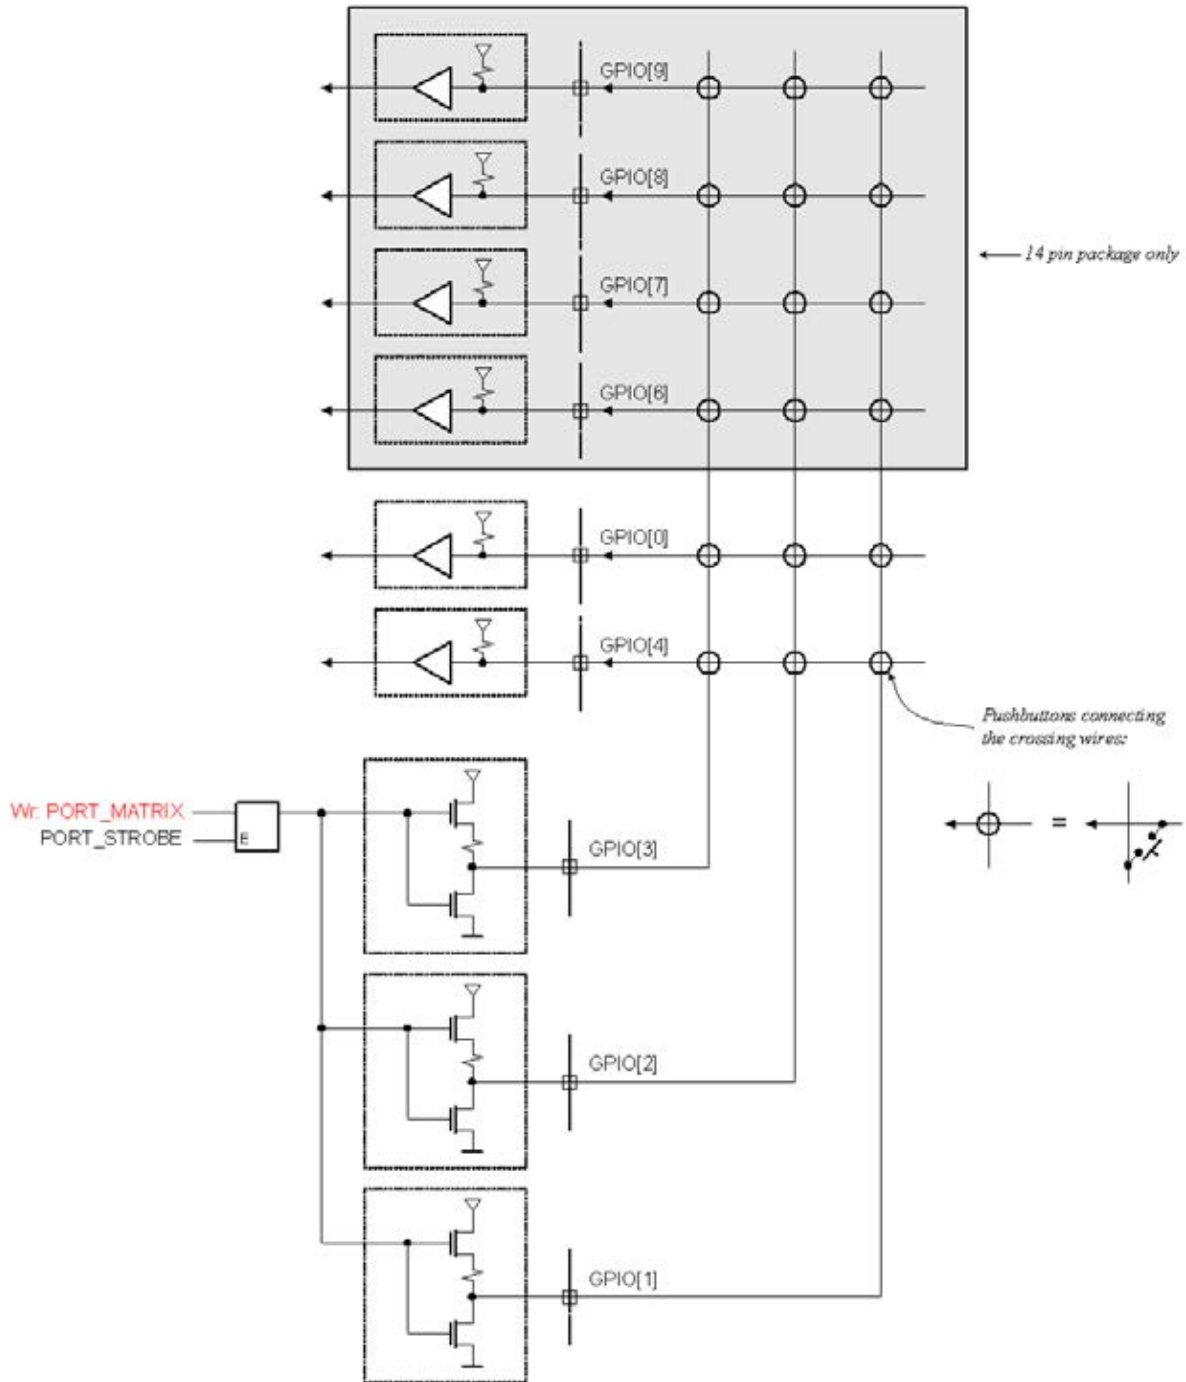 GPIO[9]
GPIO[8]
14 pin package only
GPIO[7]
GPIO[6]
GPIO[0]
GPIO[4]
Pushbuttons connecting
the crossing wires:
Wr: PORT_MATRIX
PORT_STROBE
E
=
GPIO[3]
GPIO[2]
GPIO[1]